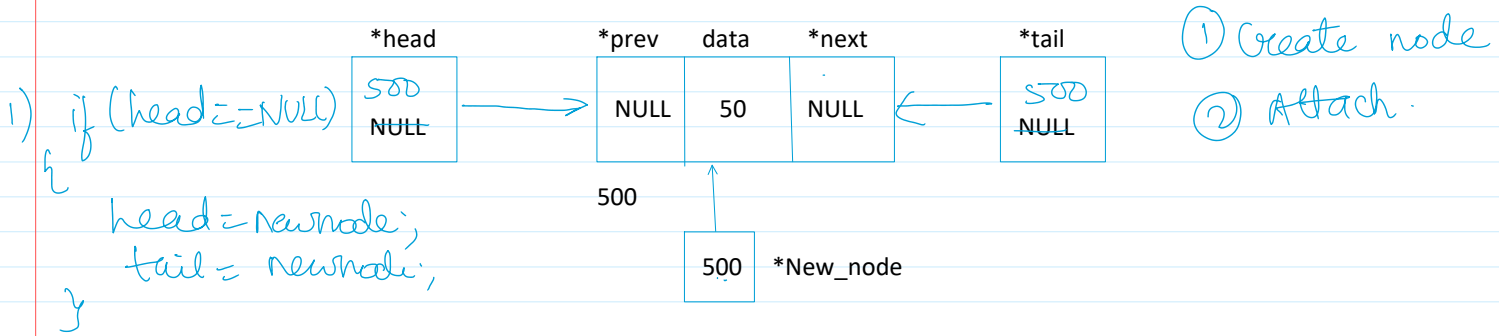 *head *prev data *next *tail ① Create node
1) if (head==NULL) 500 NULL 50 NULL 500 ② Attach.
NULL NULL
{
500
head=newnode;
tail= newnode;
500 *New_node
}